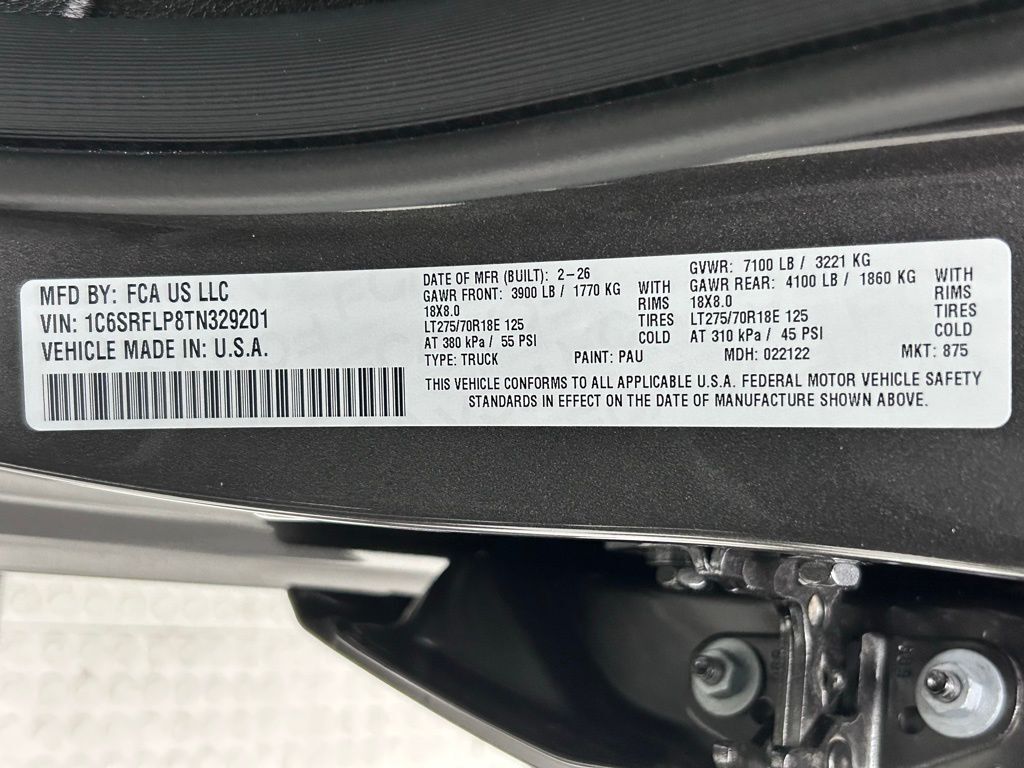 MFD BY: FCA US LLC
VIN: 1C6SRFLP8TN329201
VEHICLE MADE IN: U.S.A.
DATE OF MFR (BUILT): 2-26
GAWR FRONT: 3900 LB / 1770 KG WITH
18X8.0 RIMS
LT275/70R18E 125 TIRES
AT 380 kPa / 55 PSI COLD
GVWR: 7100 LB / 3221 KG
GAWR REAR: 4100 LB / 1860 KG WITH
18X8.0 RIMS
LT275/70R18E 125 TIRES
AT 310 kPa / 45 PSI COLD
TYPE: TRUCK PAINT: PAU MDH: 022122 MKT: 875
THIS VEHICLE CONFORMS TO ALL APPLICABLE U.S.A. FEDERAL MOTOR VEHICLE SAFETY
STANDARDS IN EFFECT ON THE DATE OF MANUFACTURE SHOWN ABOVE.